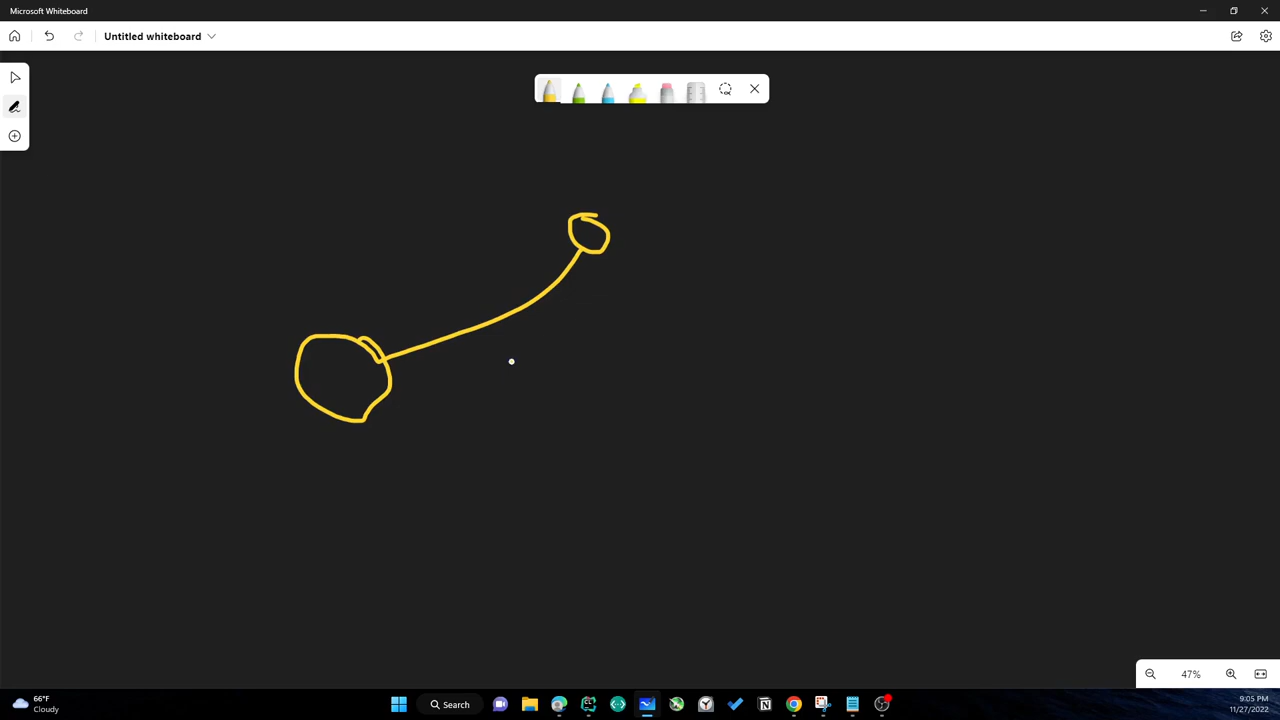 Microsoft Whiteboard
Untitled whiteboard
47%
66°F
Cloudy
Search
9:05 PM
11/27/2022